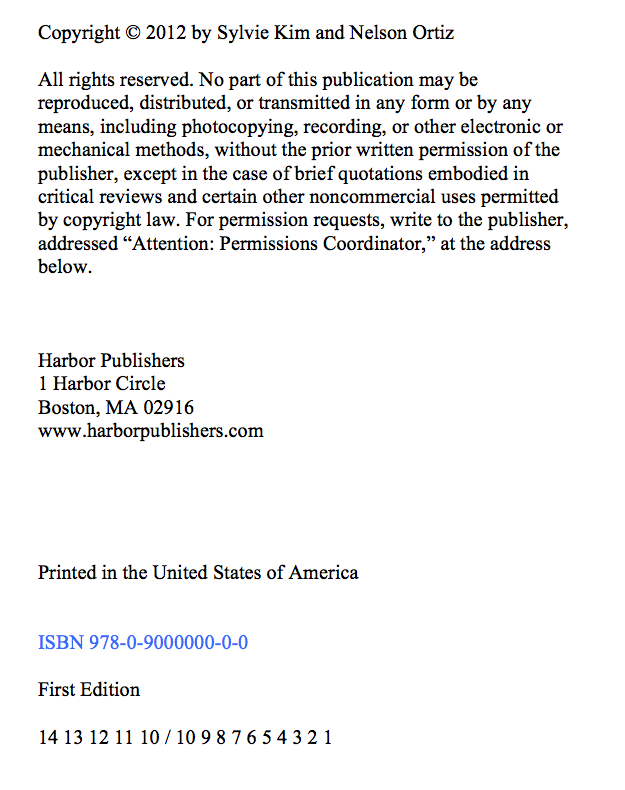 Copyright © 2012 by Sylvie Kim and Nelson Ortiz
All rights reserved. No part of this publication may be
reproduced, distributed, or transmitted in any form or by any
means, including photocopying, recording, or other electronic or
mechanical methods, without the prior written permission of the
publisher, except in the case of brief quotations embodied in
critical reviews and certain other noncommercial uses permitted
by copyright law. For permission requests, write to the publisher,
addressed “Attention: Permissions Coordinator,” at the address
below.
Harbor Publishers
1 Harbor Circle
Boston, MA 02916
www.harborpublishers.com
Printed in the United States of America
ISBN 978-0-9000000-0-0
First Edition
14 13 12 11 10 / 10 9 8 7 6 5 4 3 2 1